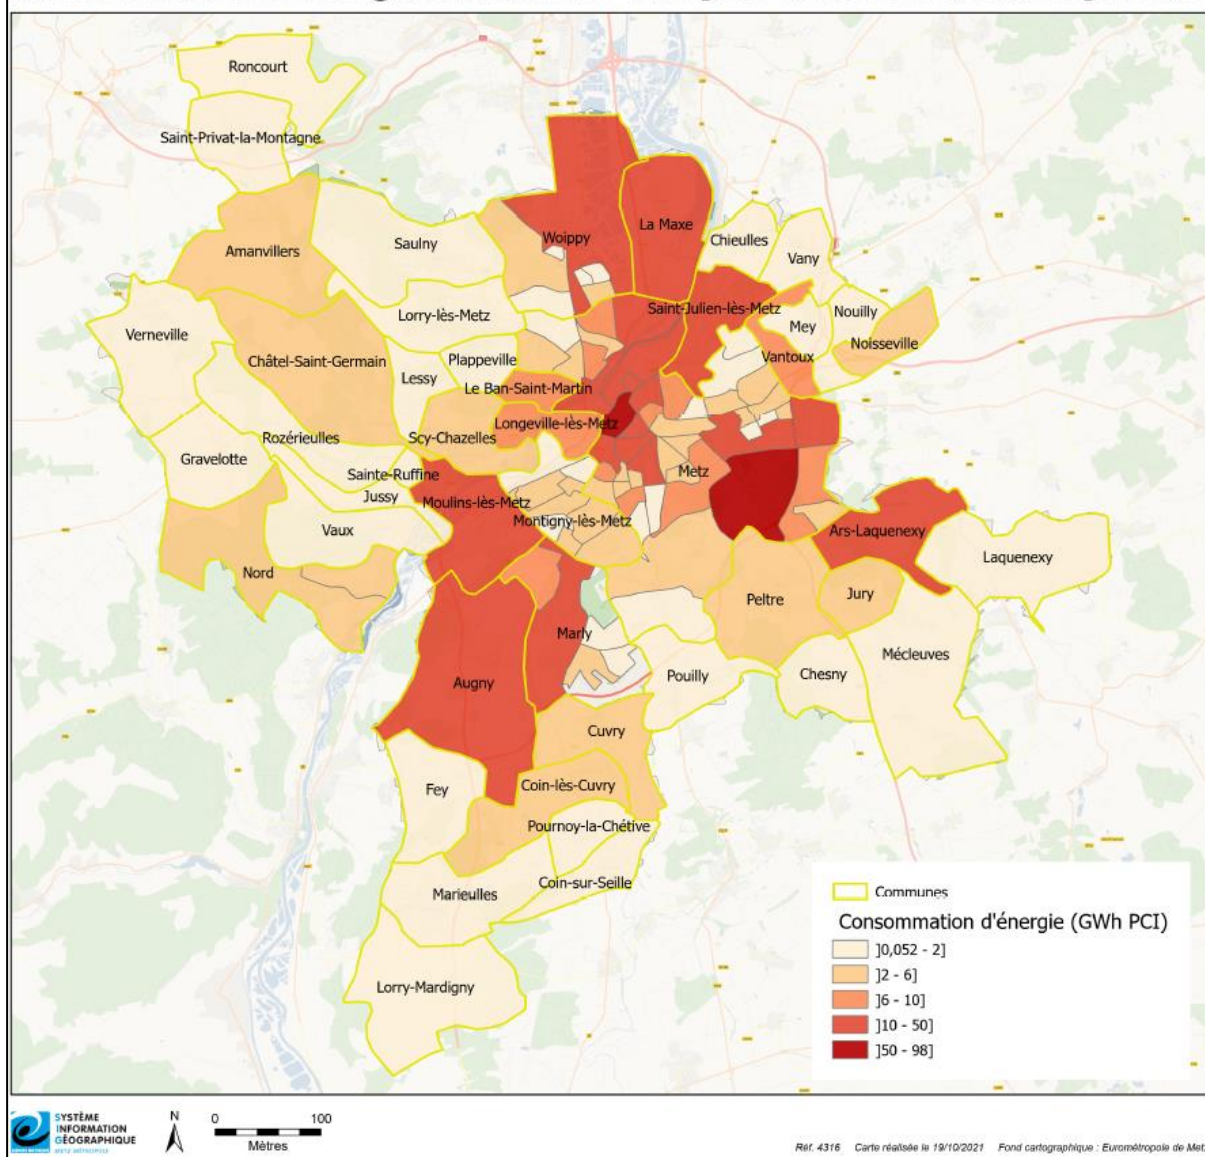 Roncourt
Saint-Privat-la-Montagne
Woippy
La Maxe
Amanvillers
Saulny
Chieulles
Vany
Verneville
Lorry-lès-Metz
Saint-Julien-lès-Metz
Mey
Nouilly
Noisseville
Châtel-Saint-Germain
Plappeville
Vantoux
Lessy
Le Ban-Saint-Martin
Longeville-lès-Metz
Rozérieulles
Scy-Chazelles
Gravelotte
Sainte-Ruffine
Metz
Jussy
Moulins-lès-Metz
Montigny-lès-Metz
Vaux
Ars-Laquenexy
Laquenexy
Nord
Peltre
Jury
Marly
Mécleuves
Augny
Pouilly
Chesny
Cuvry
Fey
Coin-lès-Cuvry
Pournoy-la-Chétive
Marieulles
Coin-sur-Seille
Lorry-Mardigny
Communes
Consommation d'énergie (GWh PCI)
]0,052 - 2]
]2 - 6]
]6 - 10]
]10 - 50]
]50 - 98]
SYSTÈME
INFORMATION
GÉOGRAPHIQUE
METZ MÉTROPOLE
N
0 100
Mètres
Réf. 4316 Carte réalisée le 19/10/2021 Fond cartographique : Eurométropole de Met